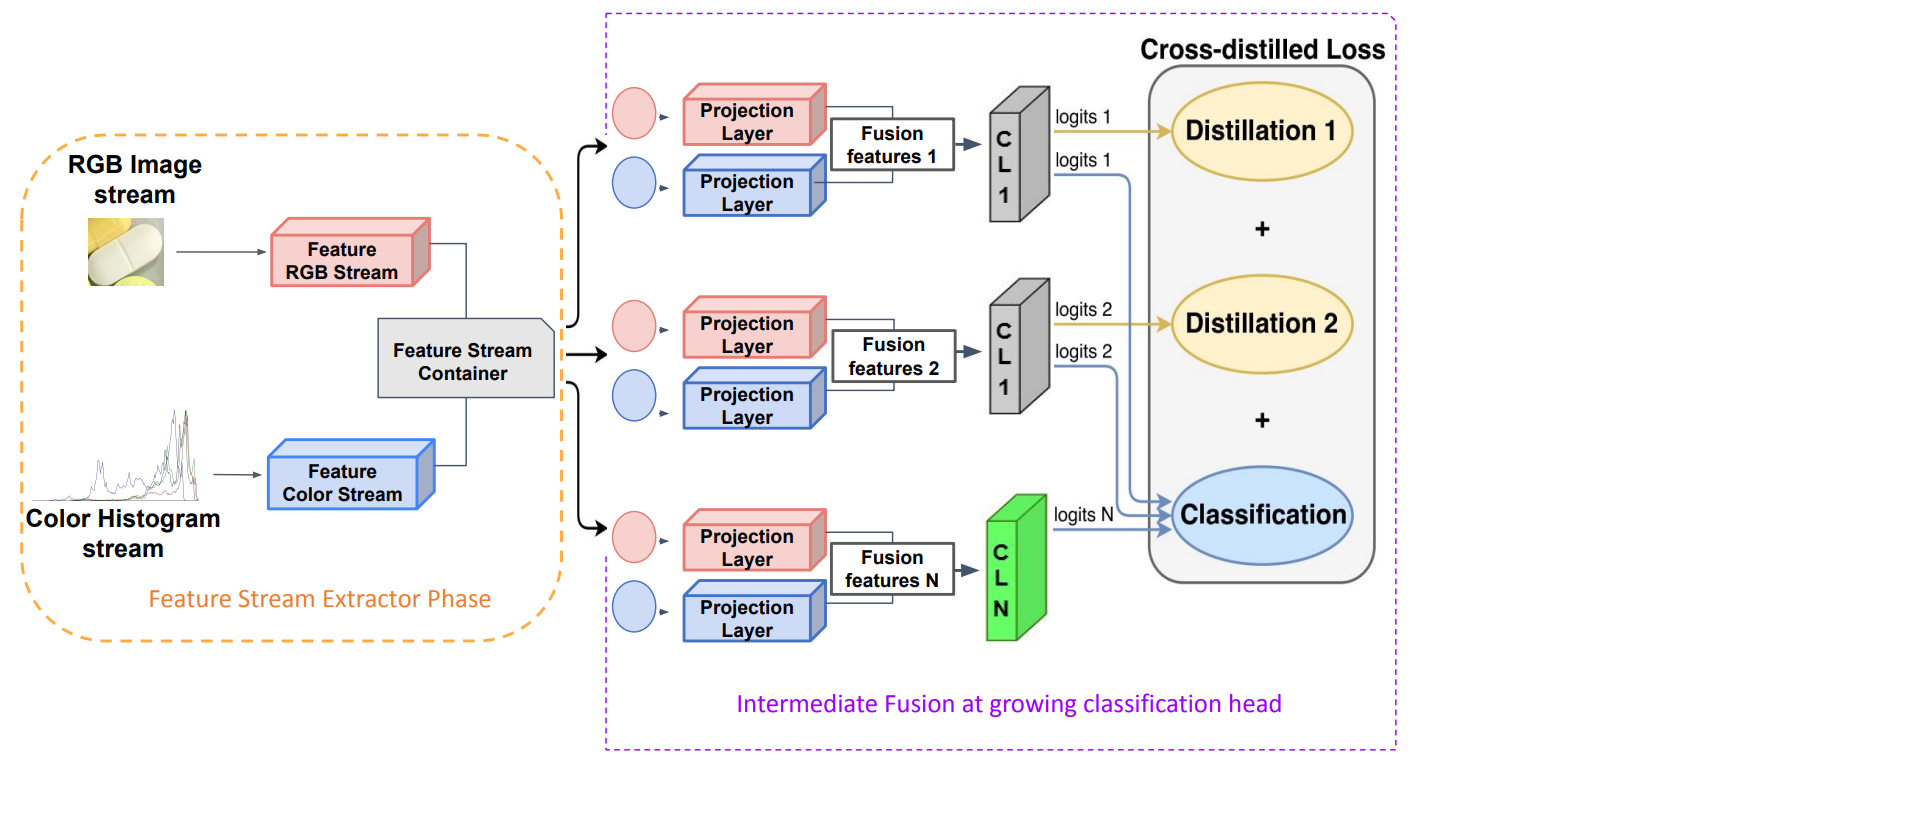 RGB Image
stream
Feature
RGB Stream
Feature Stream
Container
Feature
Color Stream
Color Histogram
stream
Feature Stream Extractor Phase
Projection
Layer
Projection
Layer
Fusion
features 1
C
L
1
logits 1
logits 1
Projection
Layer
Projection
Layer
Fusion
features 2
C
L
1
logits 2
logits 2
Projection
Layer
Projection
Layer
Fusion
features N
C
L
N
logits N
Cross-distilled Loss
Distillation 1
+
Distillation 2
+
Classification
Intermediate Fusion at growing classification head